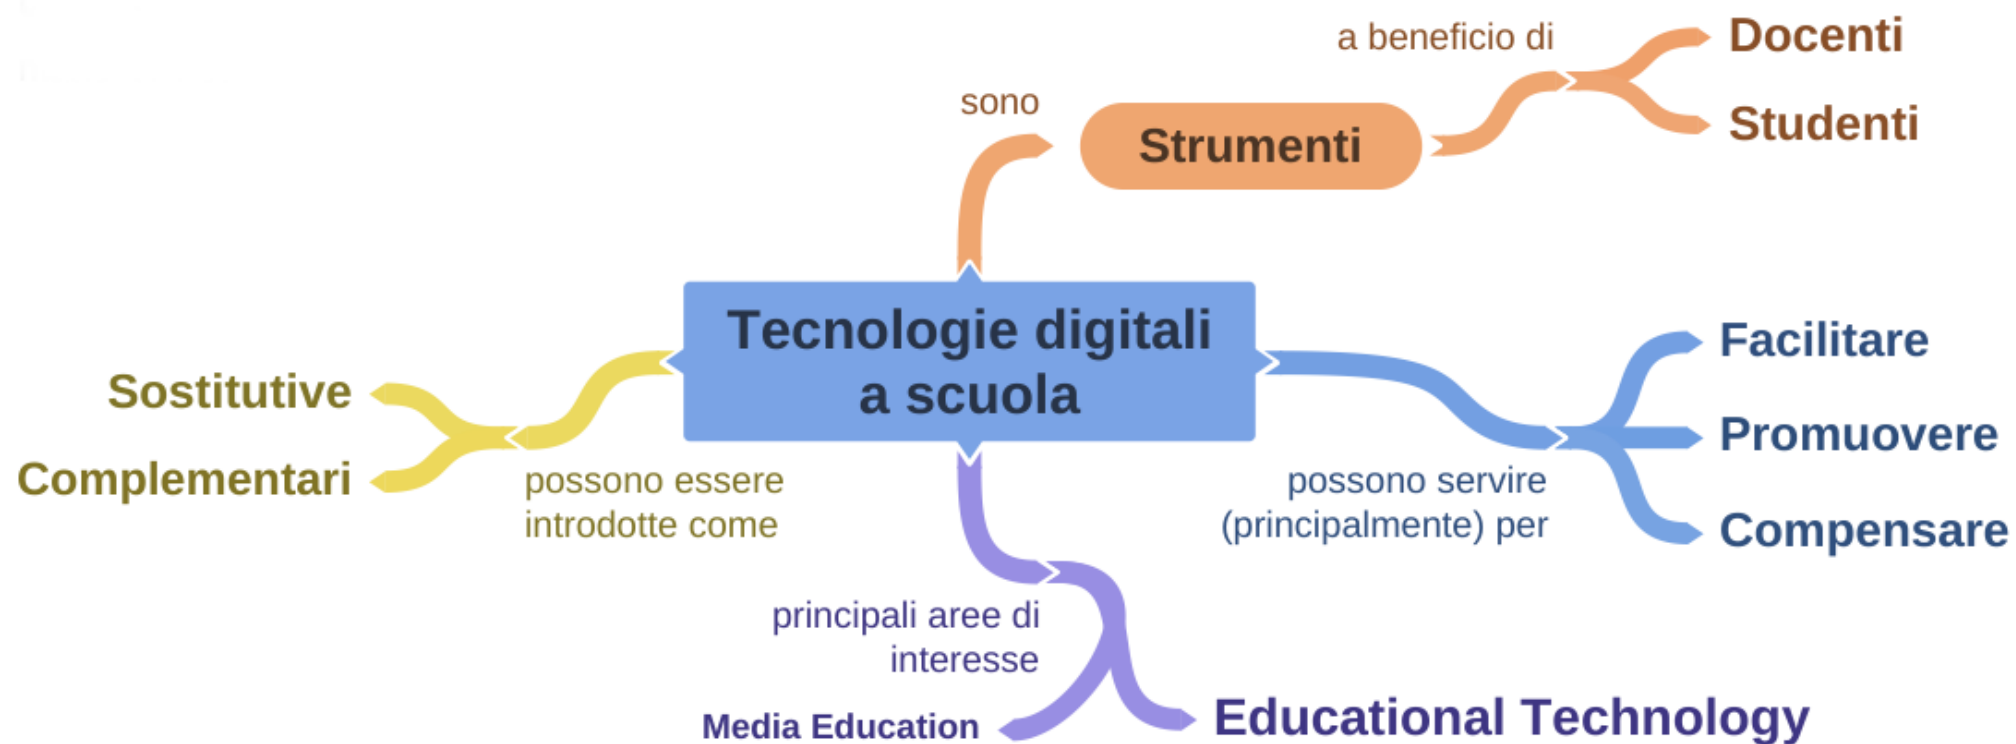 a beneficio di
Docenti
Studenti
sono
Strumenti
Tecnologie digitali
a scuola
Sostitutive
Complementari
possono essere
introdotte come
Facilitare
Promuovere
Compensare
possono servire
(principalmente) per
principali aree di
interesse
Media Education
Educational Technology